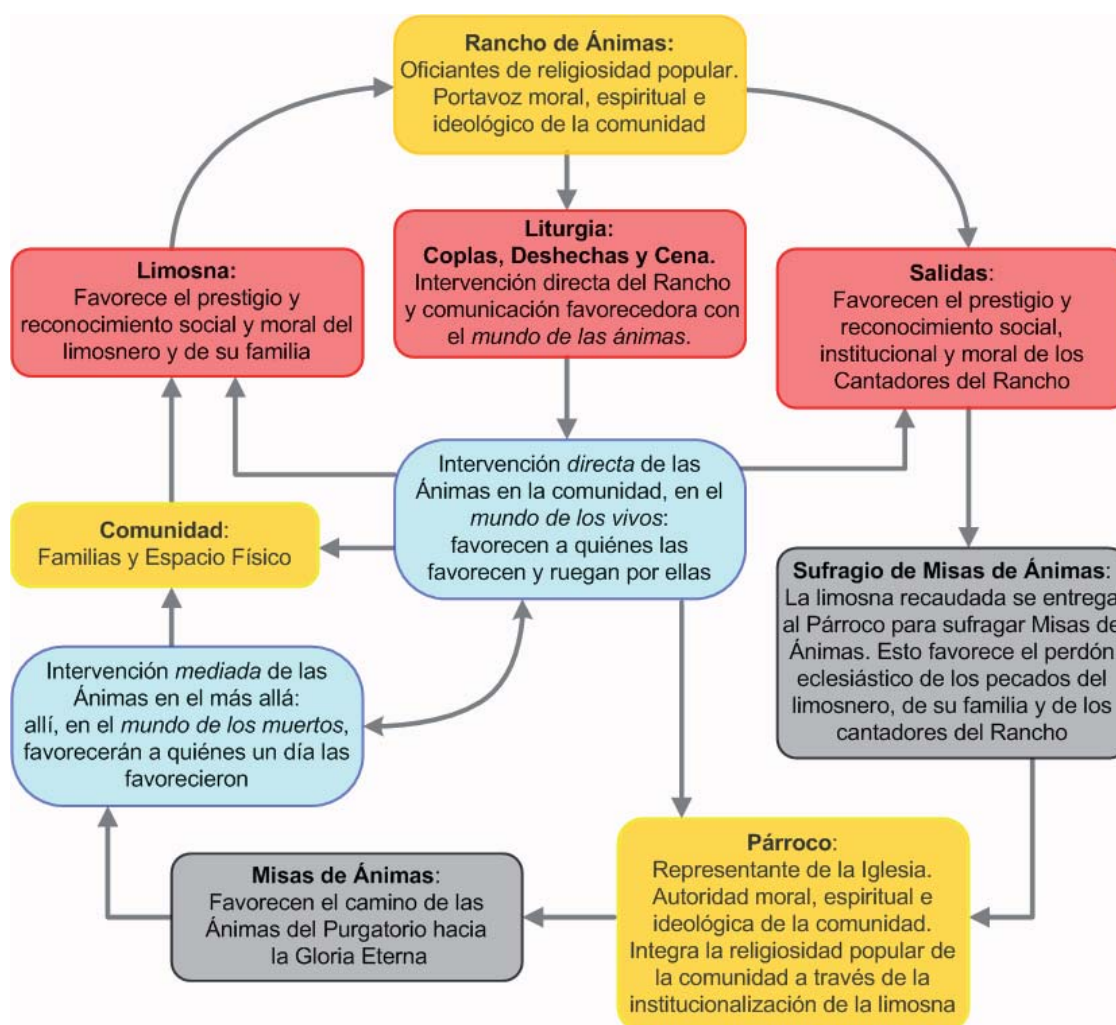 Rancho de Ánimas:
Oficiantes de religiosidad popular.
Portavoz moral, espiritual e
ideológico de la comunidad
Limosna:
Favorece el prestigio y
reconocimiento social y moral del
limosnero y de su familia
Liturgia:
Coplas, Deshechas y Cena.
Intervención directa del Rancho
y comunicación favorecedora con
el mundo de las ánimas.
Salidas:
Favorecen el prestigio y
reconocimiento social,
institucional y moral de los
Cantadores del Rancho
Intervención directa de las
Ánimas en la comunidad, en el
mundo de los vivos:
favorecen a quiénes las
favorecen y ruegan por ellas
Comunidad:
Familias y Espacio Físico
Sufragio de Misas de Ánimas:
La limosna recaudada se entrega
al Párroco para sufragar Misas de
Ánimas. Esto favorece el perdón
eclesiástico de los pecados del
limosnero, de su familia y de los
cantadores del Rancho
Intervención mediada de las
Ánimas en el más allá:
allí, en el mundo de los muertos,
favorecerán a quiénes un día las
favorecieron
Misas de Ánimas:
Favorecen el camino de las
Ánimas del Purgatorio hacia
la Gloria Eterna
Párroco:
Representante de la Iglesia.
Autoridad moral, espiritual e
ideológica de la comunidad.
Integra la religiosidad popular de
la comunidad a través de la
institucionalización de la limosna